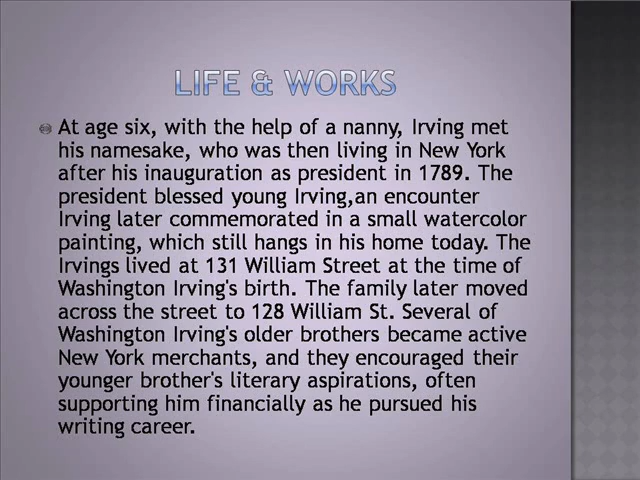 LIFE & WORKS
At age six, with the help of a nanny, Irving met
his namesake, who was then living in New York
after his inauguration as president in 1789. The
president blessed young Irving,an encounter
Irving later commemorated in a small watercolor
painting, which still hangs in his home today. The
Irvings lived at 131 William Street at the time of
Washington Irving's birth. The family later moved
across the street to 128 William St. Several of
Washington Irving's older brothers became active
New York merchants, and they encouraged their
younger brother's literary aspirations, often
supporting him financially as he pursued his
writing career.